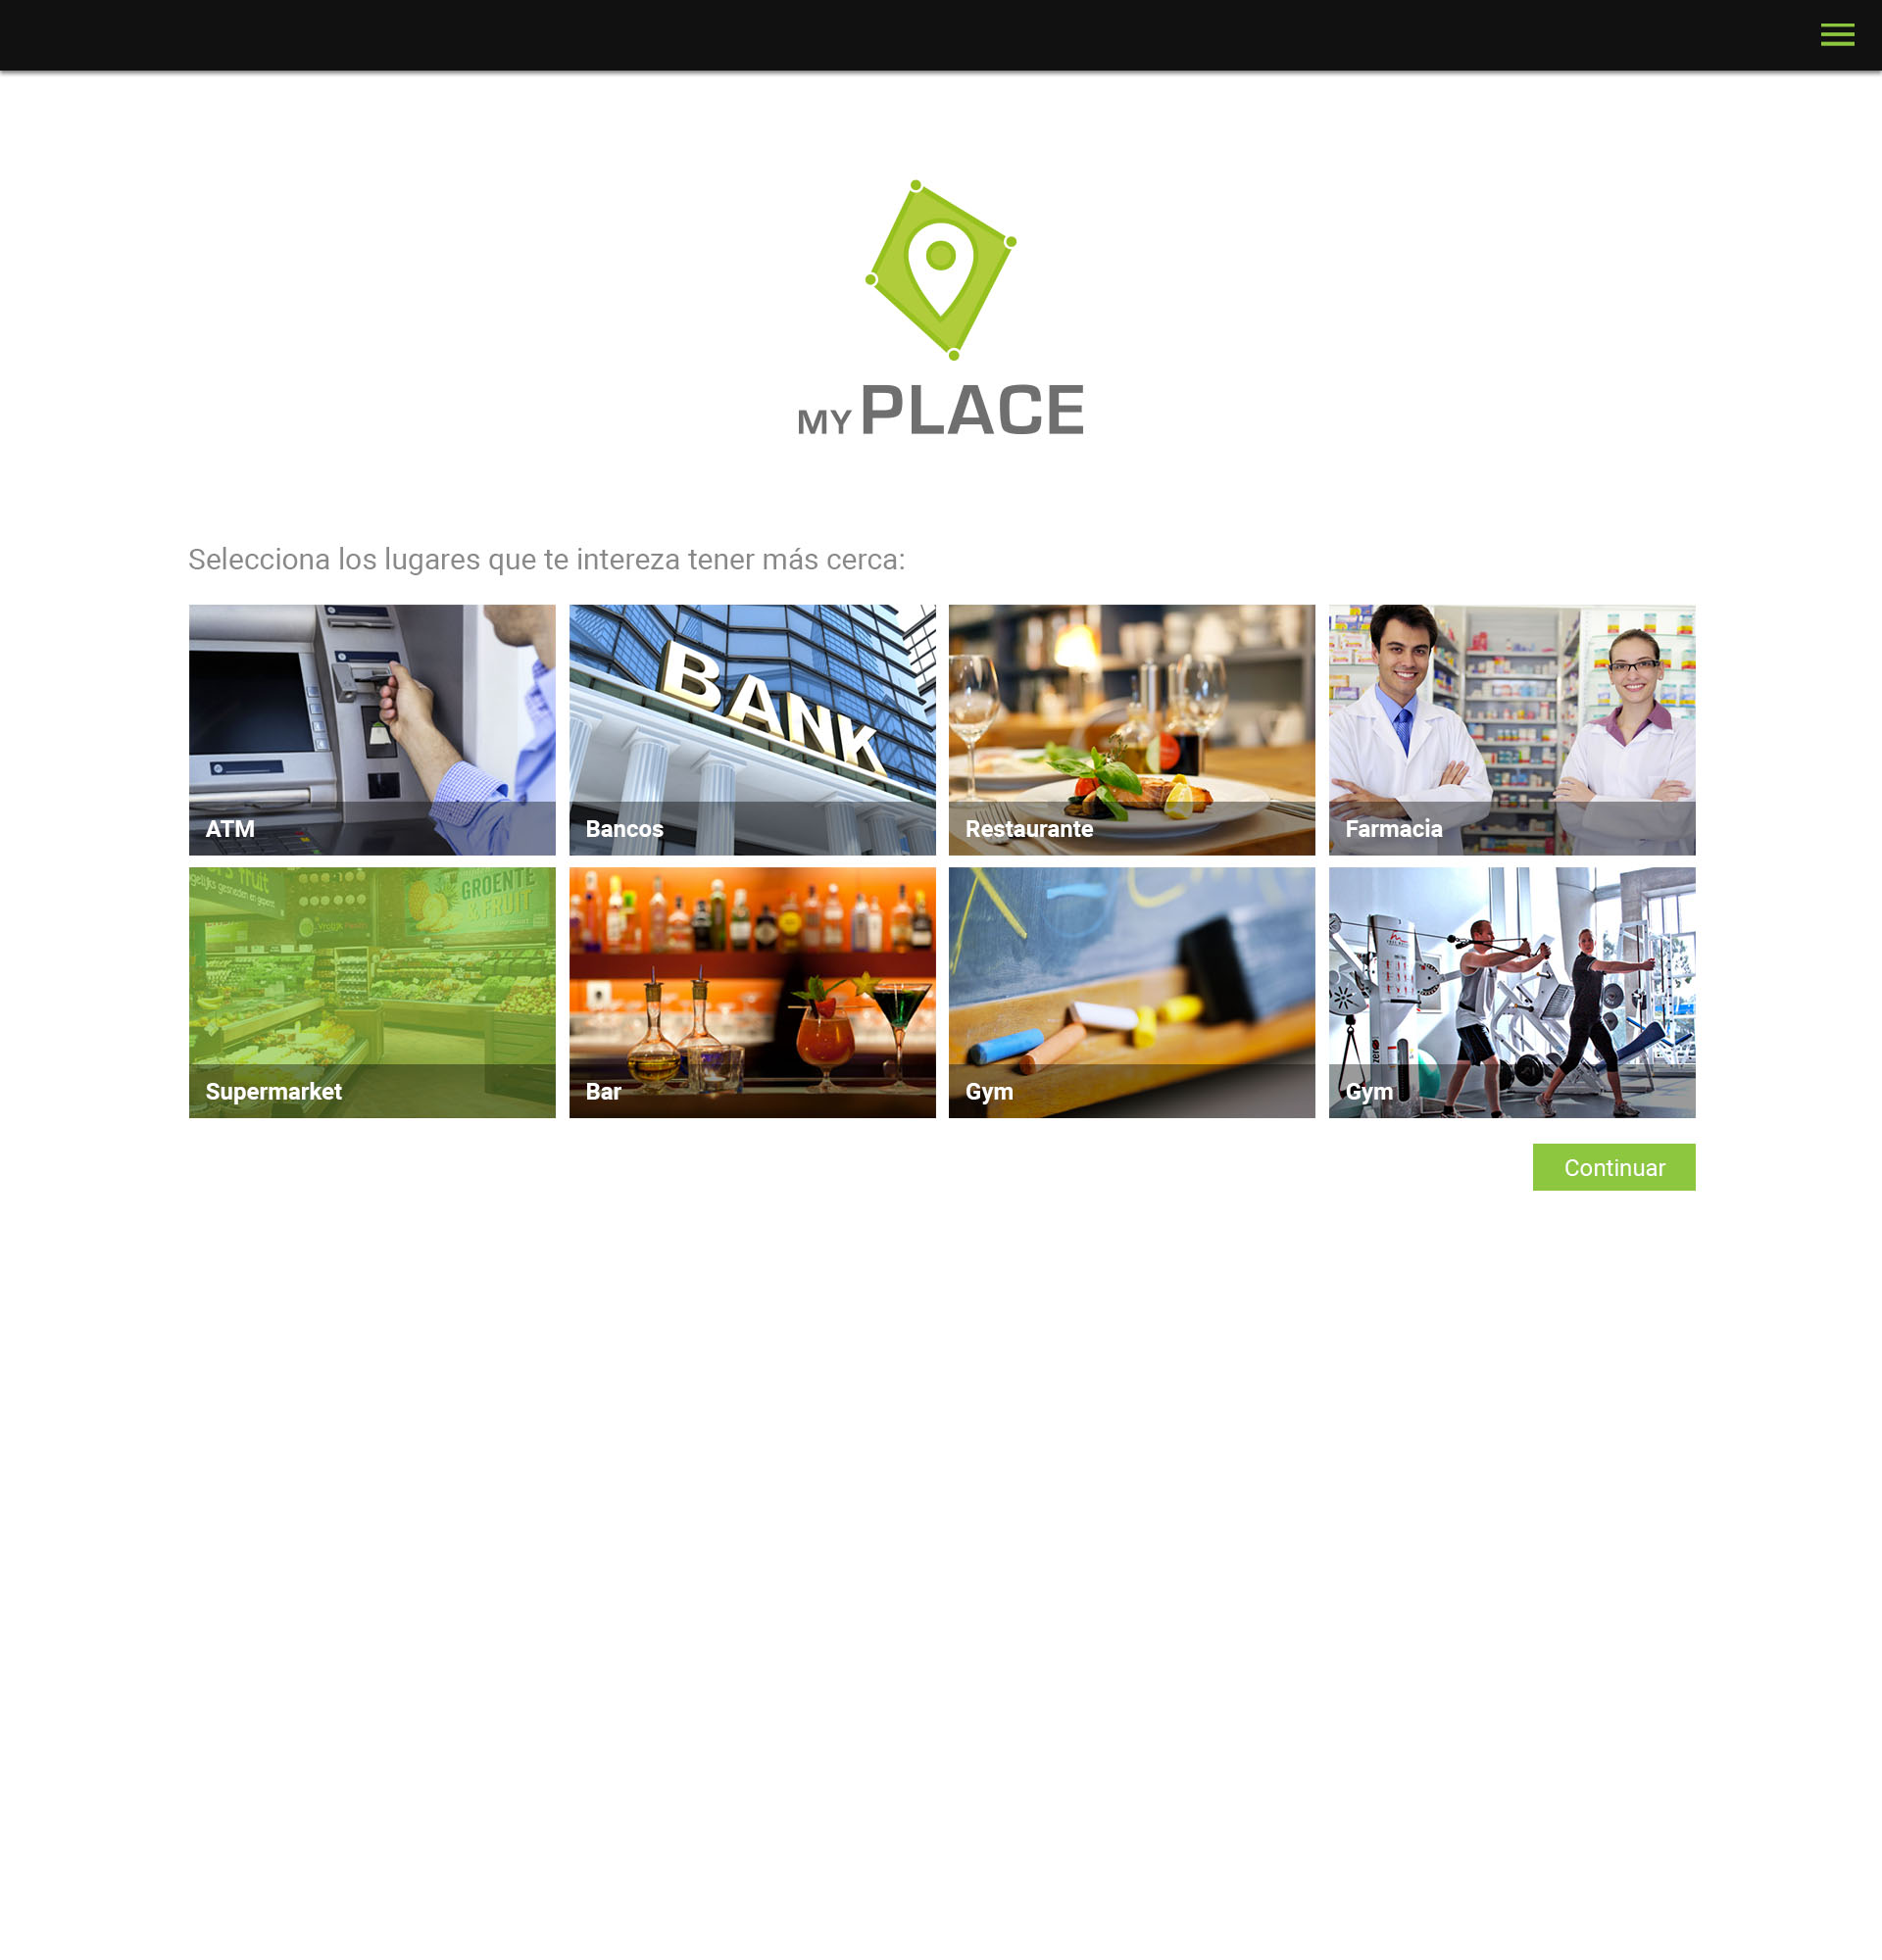 MY PLACE
Selecciona los lugares que te intereza tener más cerca:
BANK
ATM
Bancos
Restaurante
Farmacia
fruit
GROENTE
& FRUIT
Supermarket
Bar
Gym
Gym
Continuar